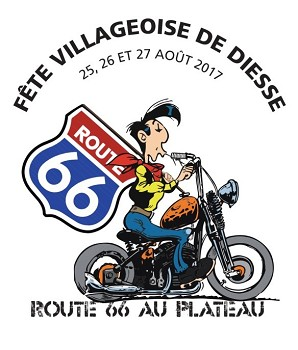 FÊTE VILLAGEOISE DE DIESSE
25, 26 ET 27 AOÛT 2017
ROUTE
66
ROUTE 66 AU PLATEAU